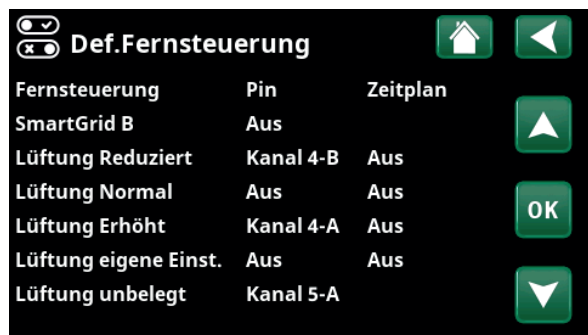 Def.Fernsteuerung
Fernsteuerung Pin Zeitplan
SmartGrid B Aus
Lüftung Reduziert Kanal 4-B Aus
Lüftung Normal Aus Aus
Lüftung Erhöht Kanal 4-A Aus
OK
Lüftung eigene Einst. Aus Aus
Lüftung unbelegt Kanal 5-A